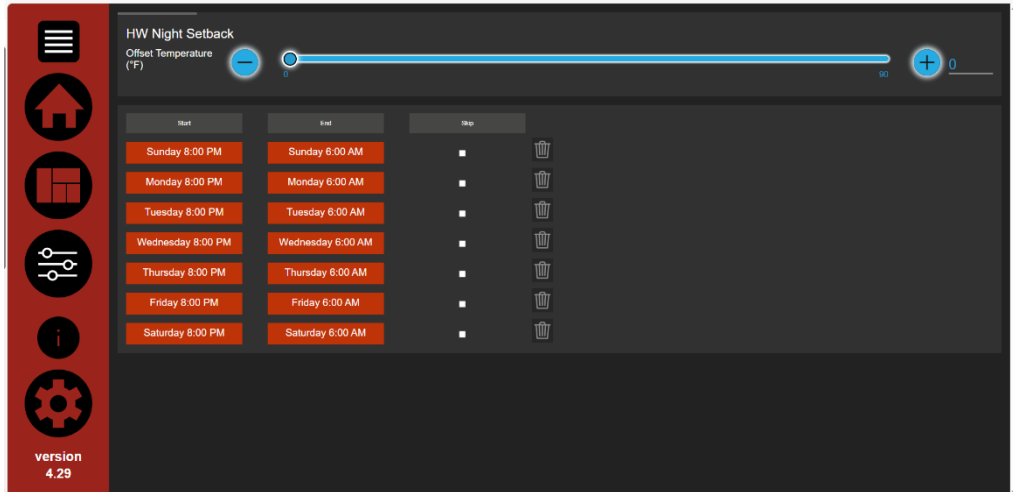 HW Night Setback
Offset Temperature
(°F)
0
90
0
Start End Skip
Sunday 8:00 PM Sunday 6:00 AM
Monday 8:00 PM Monday 6:00 AM
Tuesday 8:00 PM Tuesday 6:00 AM
Wednesday 8:00 PM Wednesday 6:00 AM
Thursday 8:00 PM Thursday 6:00 AM
Friday 8:00 PM Friday 6:00 AM
Saturday 8:00 PM Saturday 6:00 AM
i
version
4.29